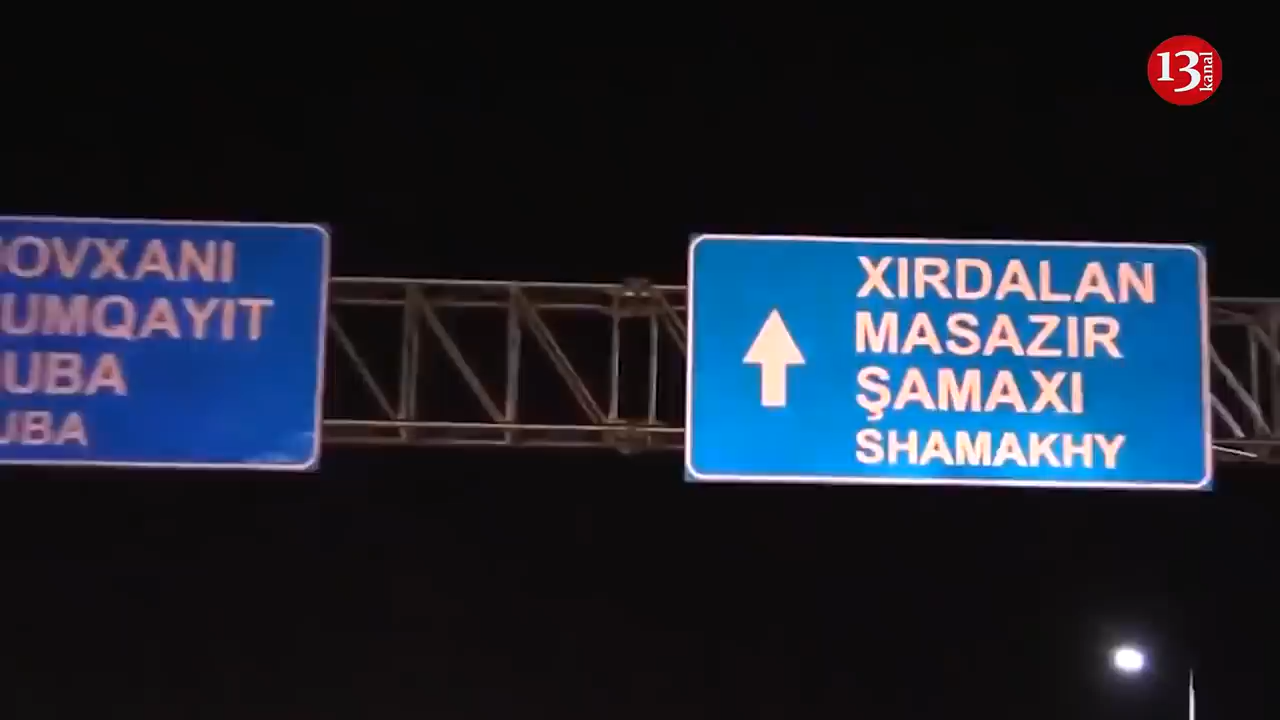 13
kanal
OVXANI
UMQAYIT
UBA
UBA
XIRDALAN
MASAZIR
ŞAMAXI
SHAMAKHY